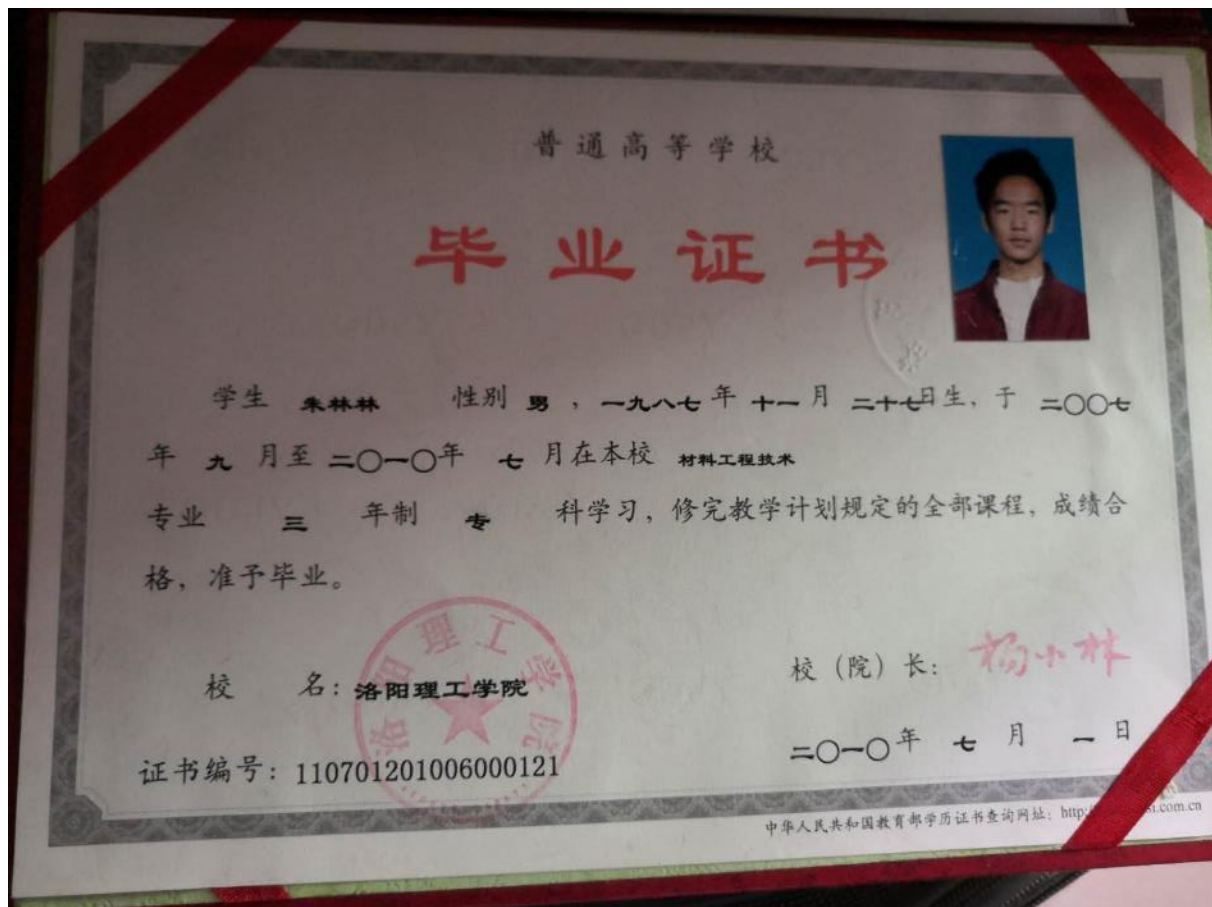 普通高等学校
毕业证书
学生 朱林林 性别 男，一九八七年十一月二十七日生，于二〇〇七
年九月至二〇一〇年七月在本校 材料工程技术
专业 三 年制 专 科学习，修完教学计划规定的全部课程，成绩合
格，准予毕业。
洛阳理工学院
校 名：洛阳理工学院
校（院）长：杨小林
二〇一〇年七月一日
证书编号：110701201006000121
中华人民共和国教育部学历证书查询网址：http:
si.com.cn